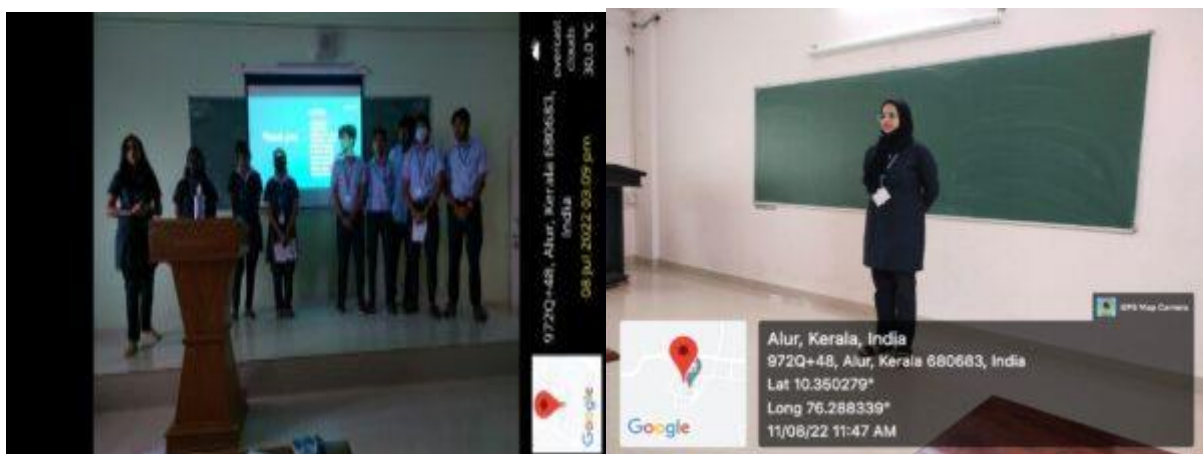 Thank you
overcast
clouds
30.0 °C
972Q+48, Alur, Kerala 680683,
India
08 Jul 2022 03:09 pm
Google
GPS Map Camera
Alur, Kerala, India
972Q+48, Alur, Kerala 680683, India
Lat 10.350279°
Long 76.288339°
11/08/22 11:47 AM
Google